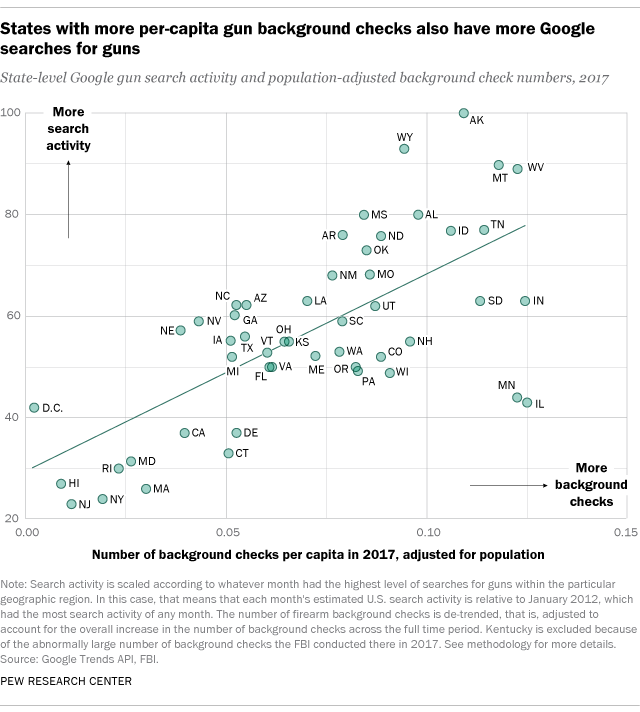 States with more per-capita gun background checks also have more Google
searches for guns
State-level Google gun search activity and population-adjusted background check numbers, 2017
100
More
search
activity
AK
WY
WV
MT
80
MS
AL
TN
AR
ND
ID
OK
NM
MO
NC
AZ
LA
UT
SD
IN
60
NE
NV
GA
SC
OH
IA
TX
VT
KS
NH
MI
WA
CO
FL
VA
ME
OR
PA
WI
MN
IL
40
D.C.
CA
DE
CT
RI
MD
HI
MA
NJ
NY
More
background
checks
20
0.00
0.05
0.10
0.15
Number of background checks per capita in 2017, adjusted for population
Note: Search activity is scaled according to whatever month had the highest level of searches for guns within the particular
geographic region. In this case, that means that each month's estimated U.S. search activity is relative to January 2012, which
had the most search activity of any month. The number of firearm background checks is de-trended, that is, adjusted to
account for the overall increase in the number of background checks across the full time period. Kentucky is excluded because
of the abnormally large number of background checks the FBI conducted there in 2017. See methodology for more details.
Source: Google Trends API, FBI.
PEW RESEARCH CENTER